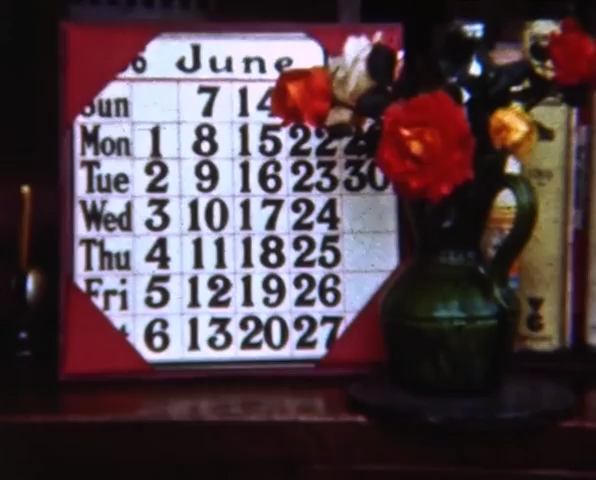 June
Sun 7 14
Mon 1 8 15 22
Tue 2 9 16 23 30
Wed 3 10 17 24
Thu 4 11 18 25
Fri 5 12 19 26
6 13 20 27